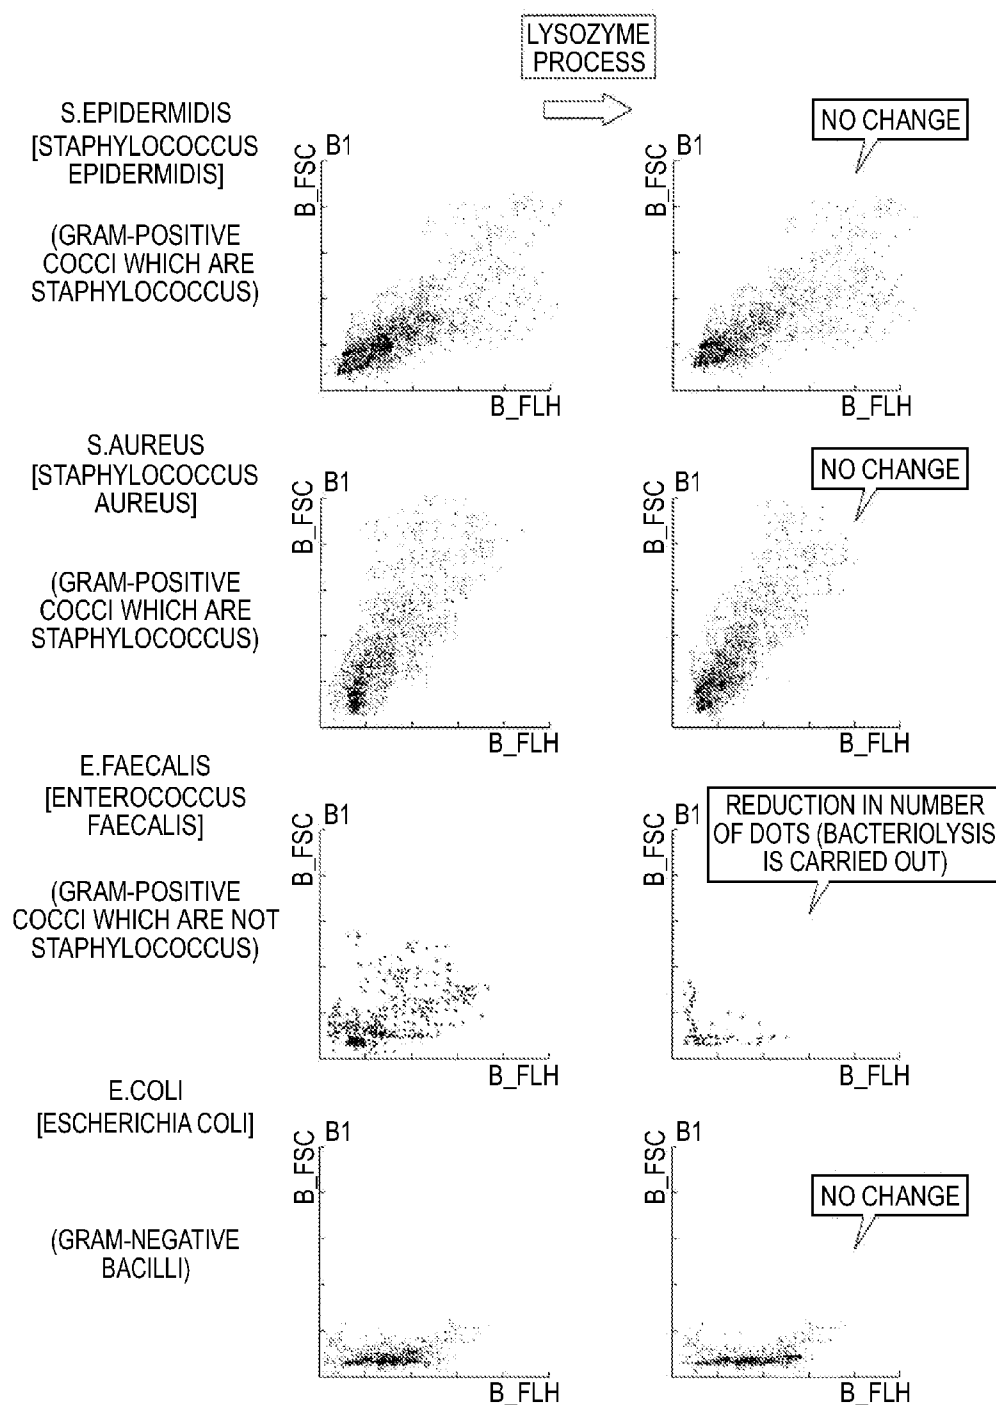 LYSOZYME
PROCESS
S.EPIDERMIDIS
[STAPHYLOCOCCUS
EPIDERMIDIS]
(GRAM-POSITIVE
COCCI WHICH ARE
STAPHYLOCOCCUS)
B_FSC
B1
B_FLH
B_FSC
B1
NO CHANGE
B_FLH
S.AUREUS
[STAPHYLOCOCCUS
AUREUS]
(GRAM-POSITIVE
COCCI WHICH ARE
STAPHYLOCOCCUS)
B_FSC
B1
B_FLH
B_FSC
B1
NO CHANGE
B_FLH
E.FAECALIS
[ENTEROCOCCUS
FAECALIS]
(GRAM-POSITIVE
COCCI WHICH ARE NOT
STAPHYLOCOCCUS)
B_FSC
B1
B_FLH
B_FSC
B1
REDUCTION IN NUMBER
OF DOTS (BACTERIOLYSIS
IS CARRIED OUT)
B_FLH
E.COLI
[ESCHERICHIA COLI]
(GRAM-NEGATIVE
BACILLI)
B_FSC
B1
B_FLH
B_FSC
B1
NO CHANGE
B_FLH